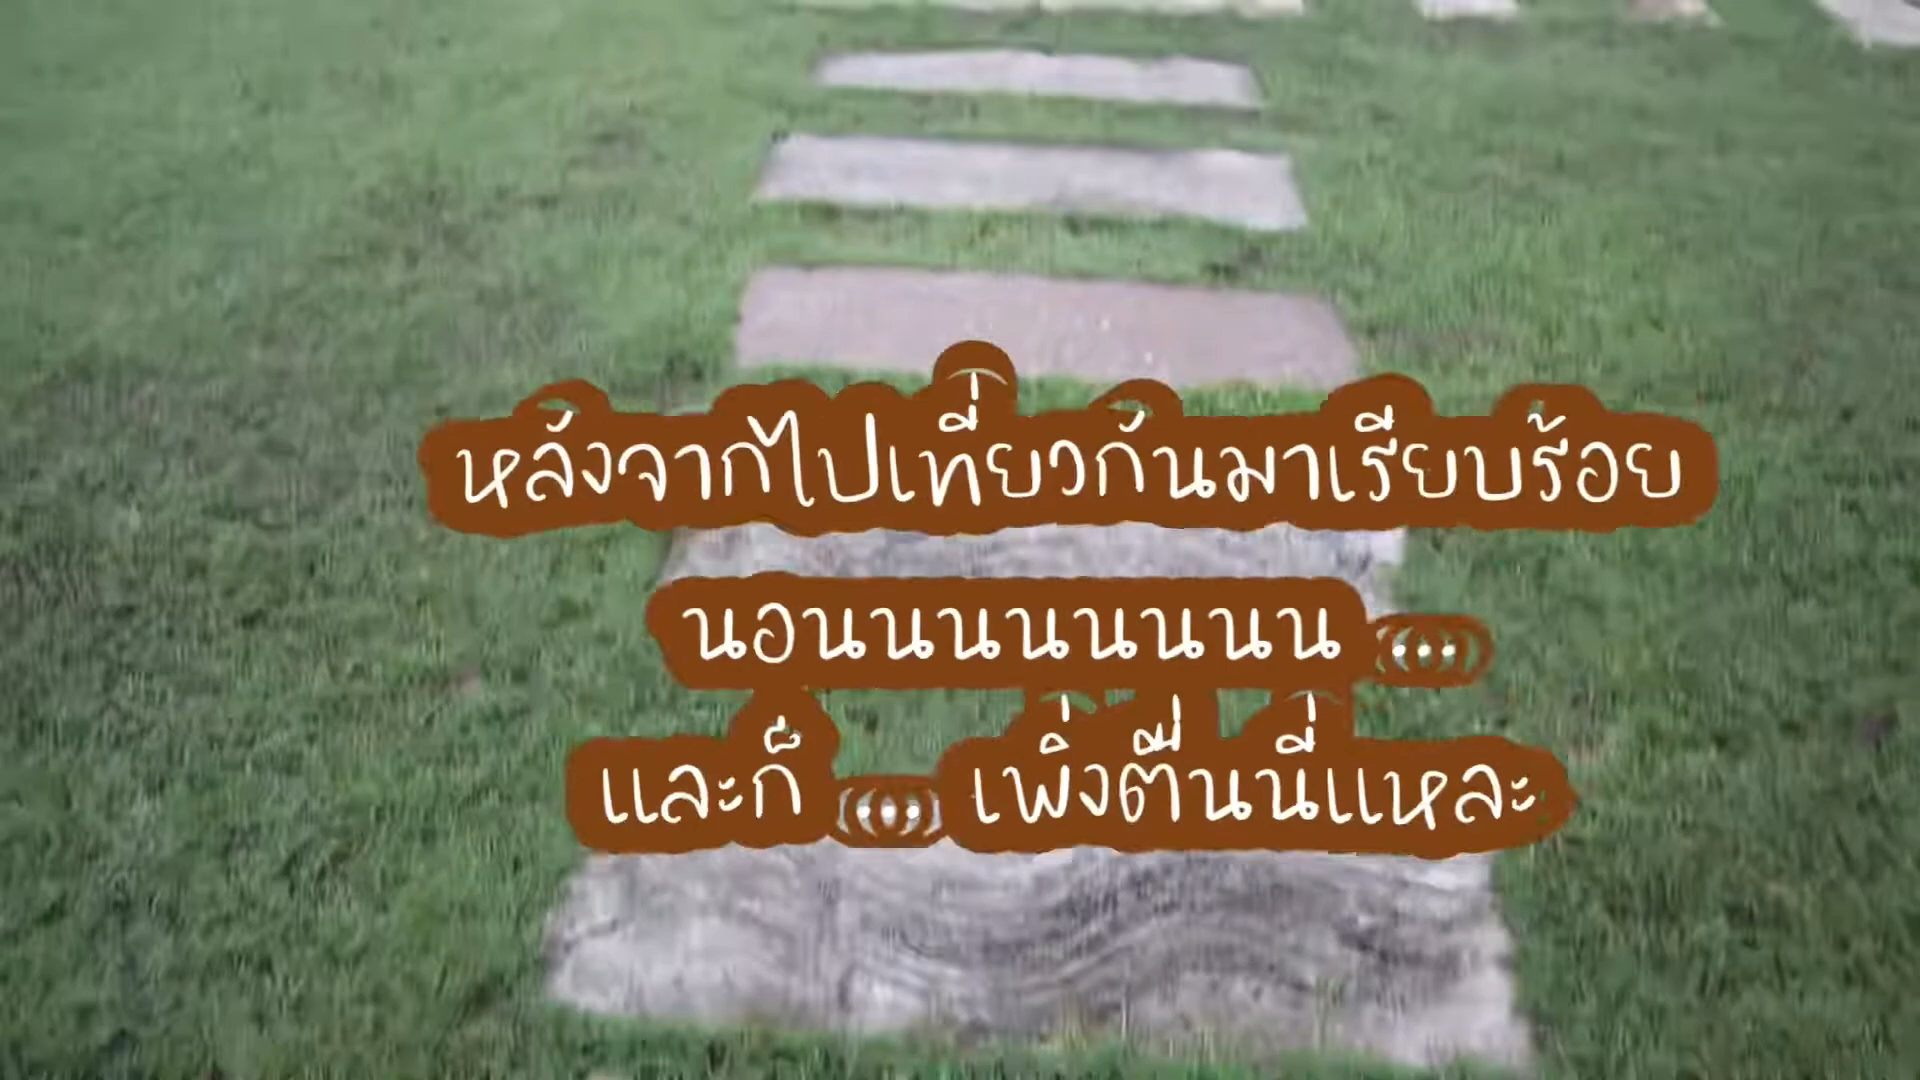 หลังจากไปเที่ยวกันมาเรียบร้อย
นอนนนนนนนนน ...
และก็ ... เพิ่งตื่นนี่แหละ